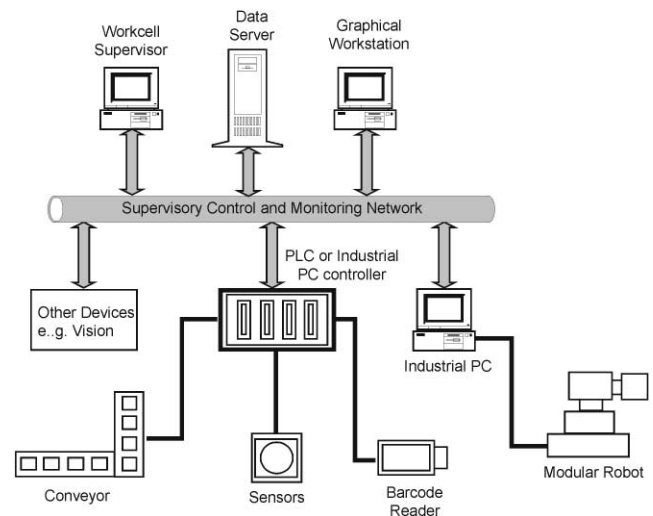 Workcell
Supervisor
Data
Server
Graphical
Workstation
Supervisory Control and Monitoring Network
PLC or Industrial
PC controller
Other Devices
e..g. Vision
Industrial PC
Conveyor
Sensors
Barcode
Reader
Modular Robot